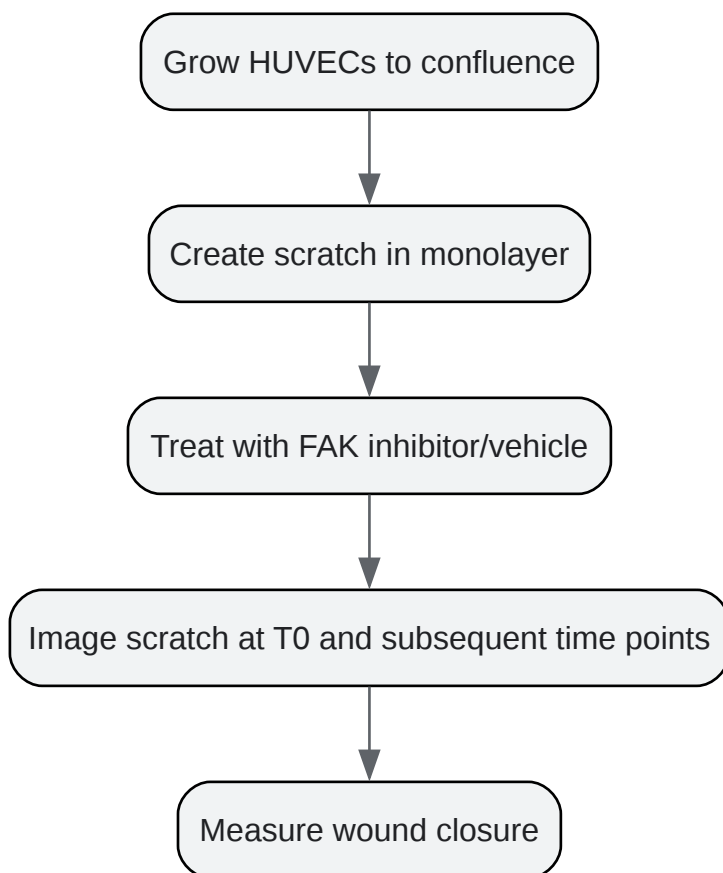 Grow HUVECs to confluence
Create scratch in monolayer
Treat with FAK inhibitor/vehicle
Image scratch at T0 and subsequent time points
Measure wound closure